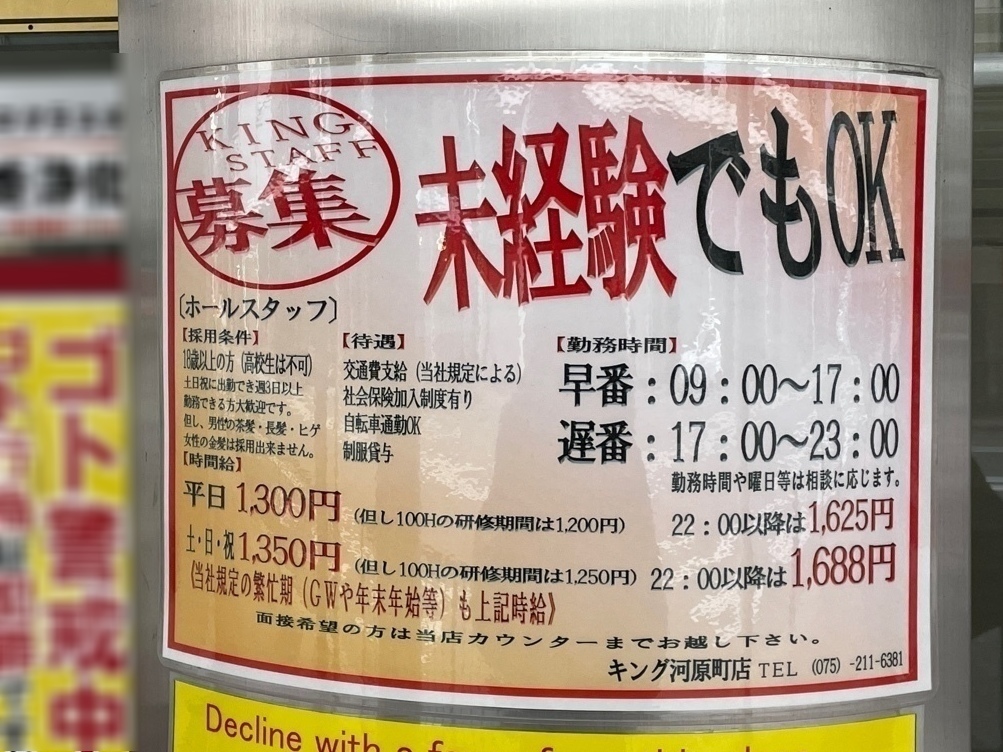 KING
STAFF
募集
未経験でもOK
〔ホールスタッフ〕
【採用条件】
18歳以上の方（高校生は不可）
土日祝に出勤でき週3日以上
勤務できる方大歓迎です。
但し、男性の茶髪・長髪・ヒゲ
女性の金髪は採用出来ません。
【待遇】
交通費支給（当社規定による）
社会保険加入制度有り
自転車通勤OK
制服貸与
【勤務時間】
早番：09：00～17：00
遅番：17：00～23：00
勤務時間や曜日等は相談に応じます。
【時間給】
平日 1,300円（但し100Hの研修期間は1,200円） 22：00以降は1,625円
土・日・祝 1,350円（但し100Hの研修期間は1,250円） 22：00以降は1,688円
《当社規定の繁忙期（GWや年末年始等）も上記時給》
面接希望の方は当店カウンターまでお越し下さい。
キング河原町店 TEL（075）-211-6381
Decline with a
ゴト警戒中